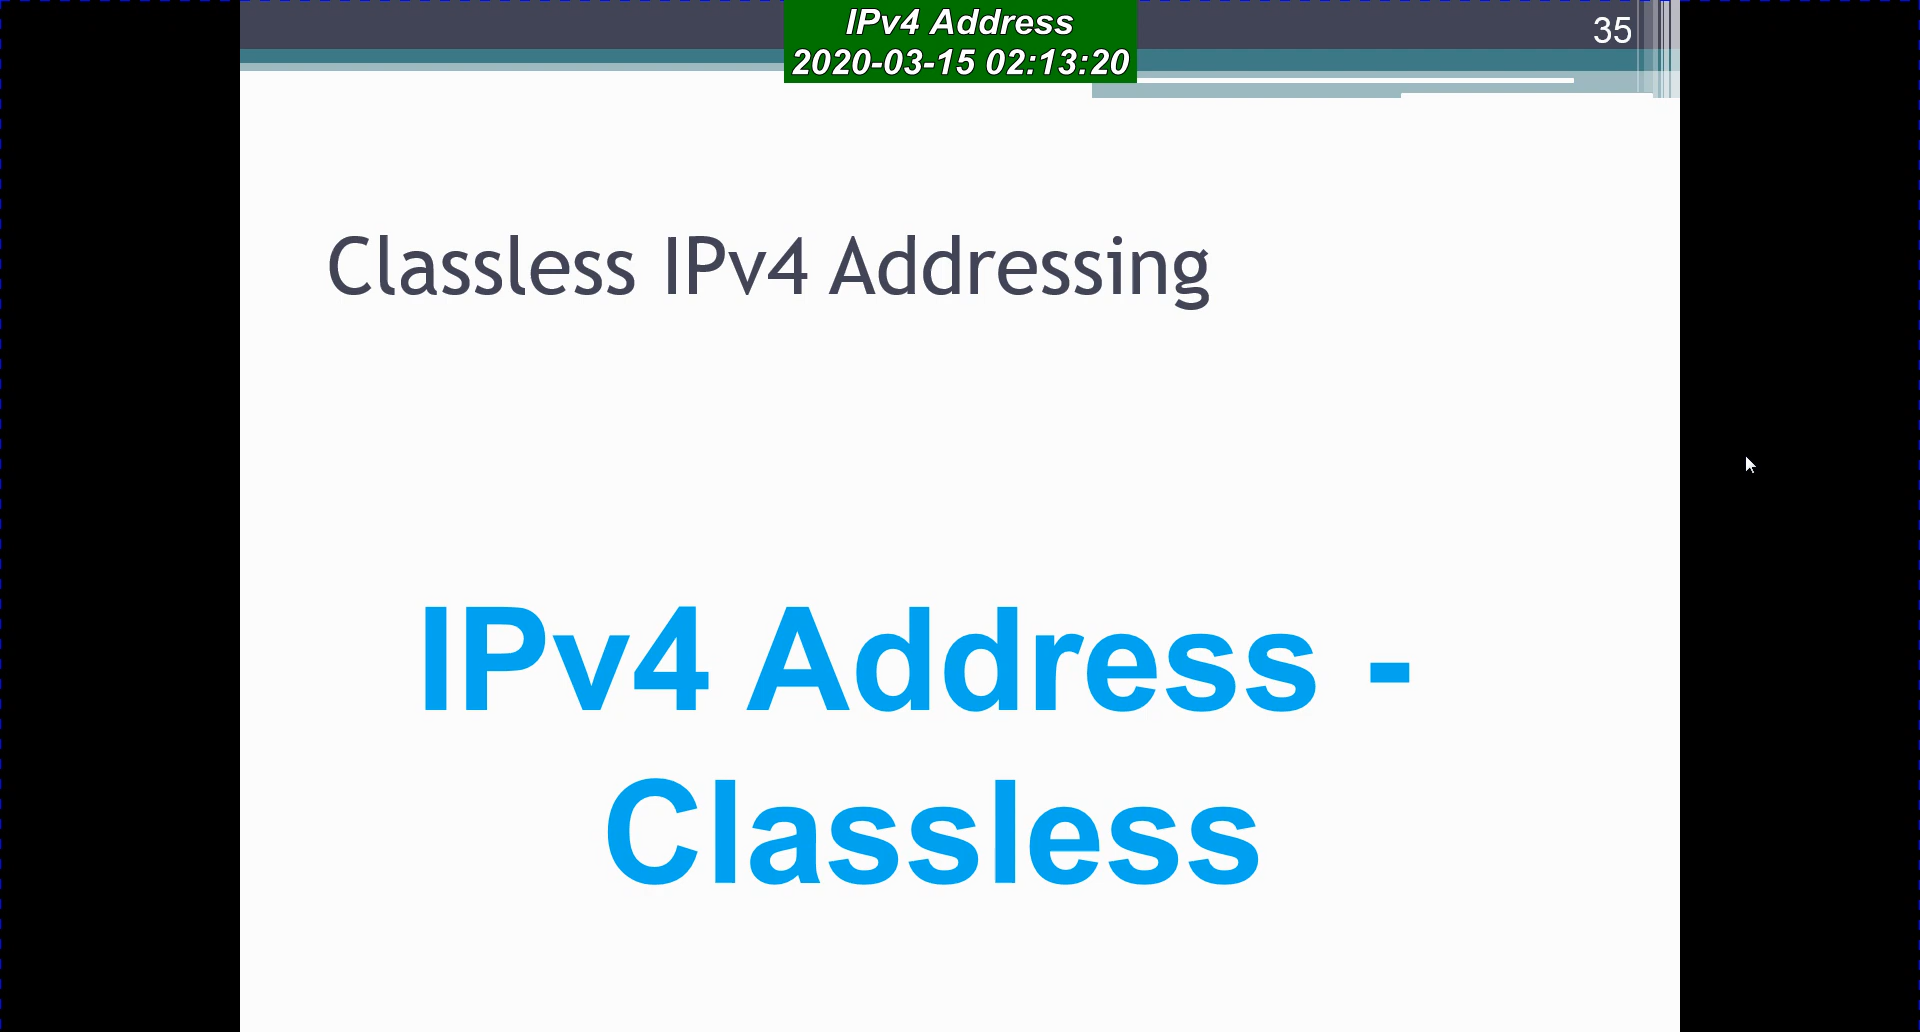 IPv4 Address
2020-03-15 02:13:20
35
Classless IPv4 Addressing
IPv4 Address -
Classless